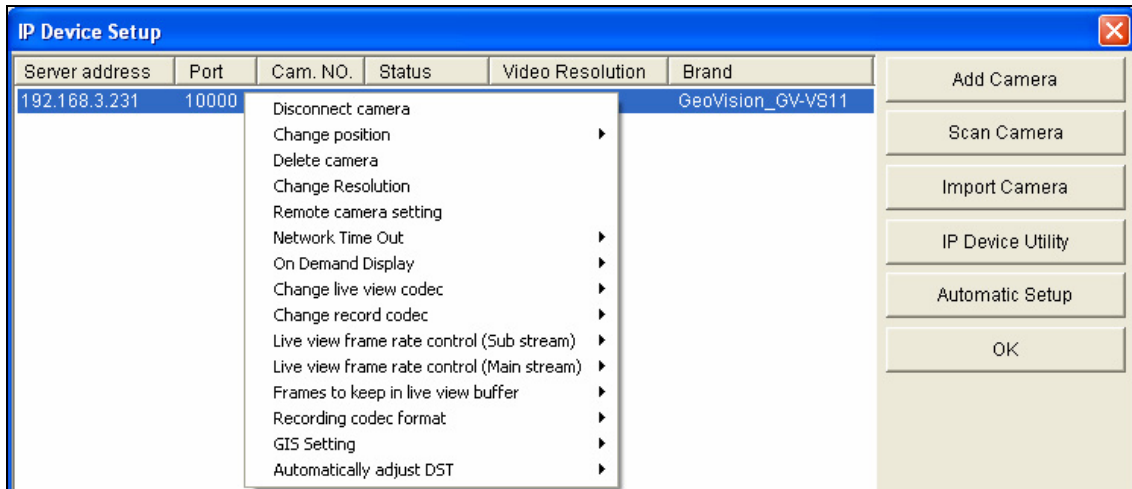 IP Device Setup
Server address Port Cam. NO. Status Video Resolution Brand
192.168.3.231 10000 GeoVision_GV-VS11
Disconnect camera
Change position
Delete camera
Change Resolution
Remote camera setting
Network Time Out
On Demand Display
Change live view codec
Change record codec
Live view frame rate control (Sub stream)
Live view frame rate control (Main stream)
Frames to keep in live view buffer
Recording codec format
GIS Setting
Automatically adjust DST
Add Camera
Scan Camera
Import Camera
IP Device Utility
Automatic Setup
OK